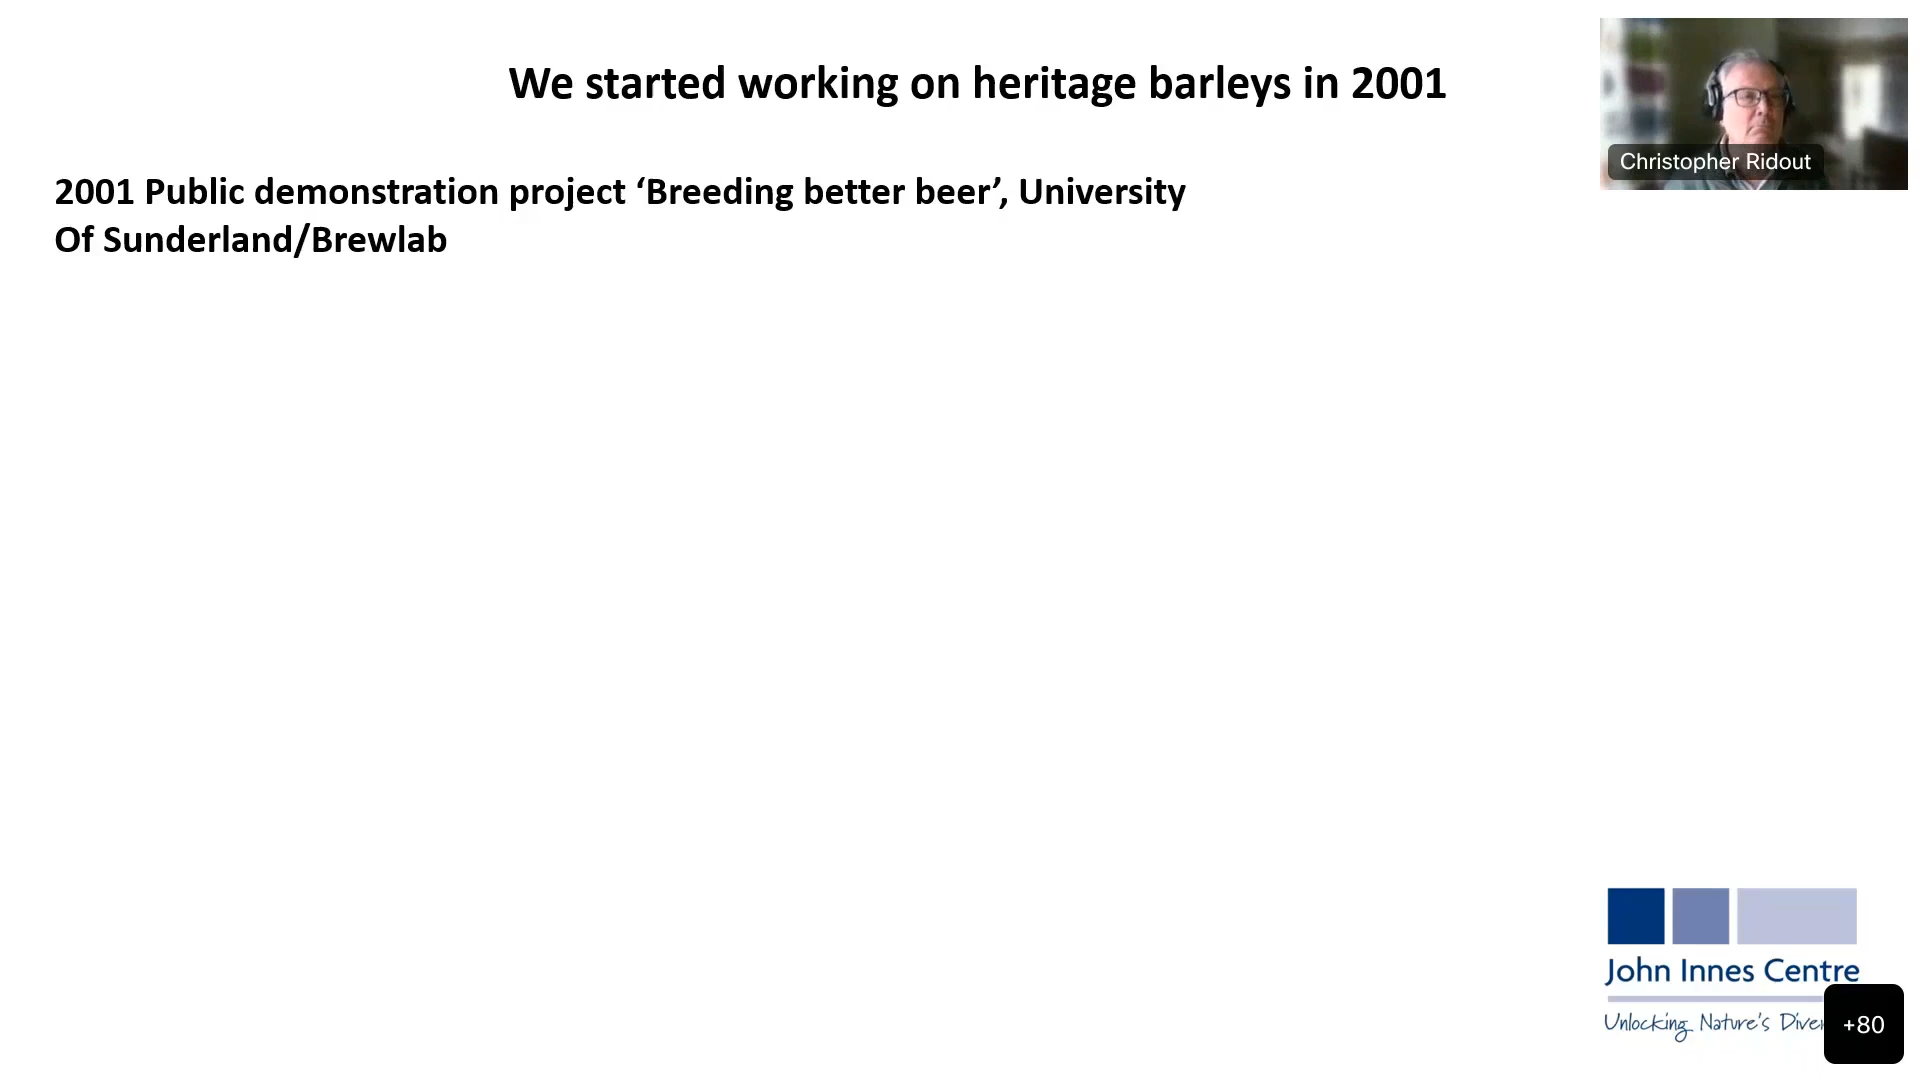 We started working on heritage barleys in 2001
Christopher Ridout
2001 Public demonstration project ‘Breeding better beer’, University
Of Sunderland/Brewlab
John Innes Centre
Unlocking Nature's
+80